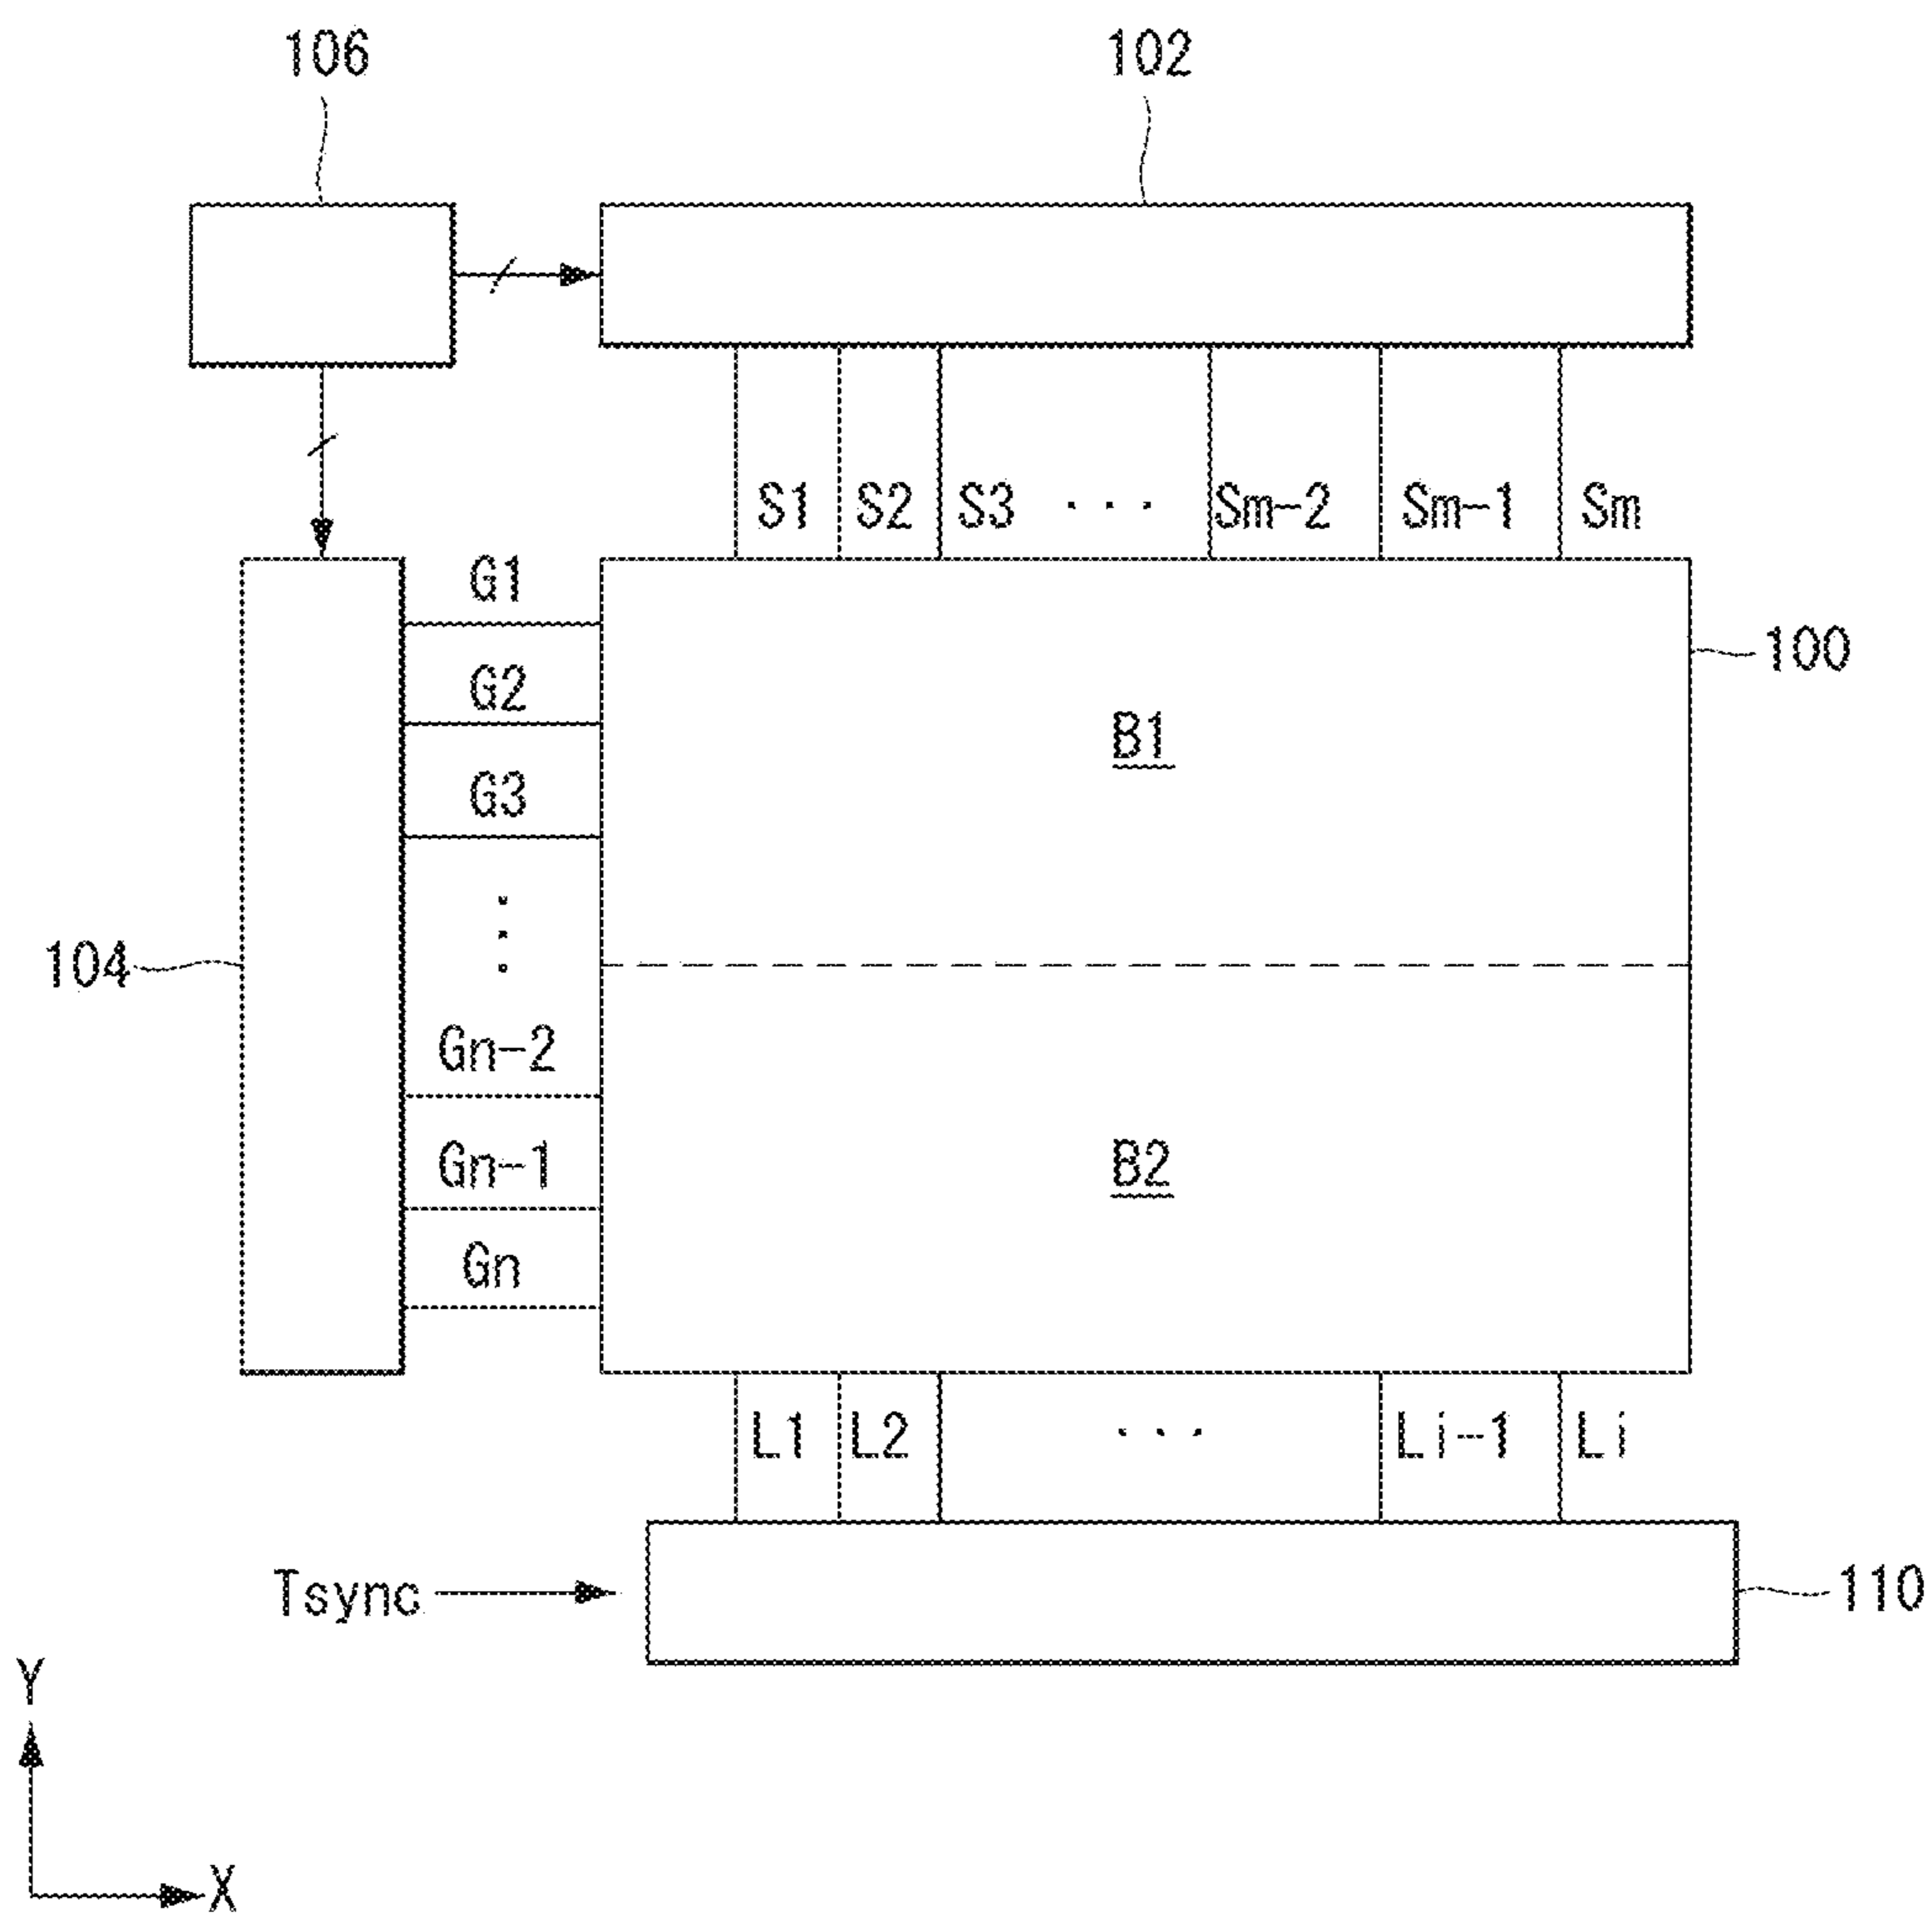 106 102
S1 S2 S3 ... Sm-2 Sm-1 Sm
G1
100
G2
B1
G3
104
Gn-2
Gn-1
B2
Gn
L1 L2 ... Li-1 Li
Tsync
110
Y
X